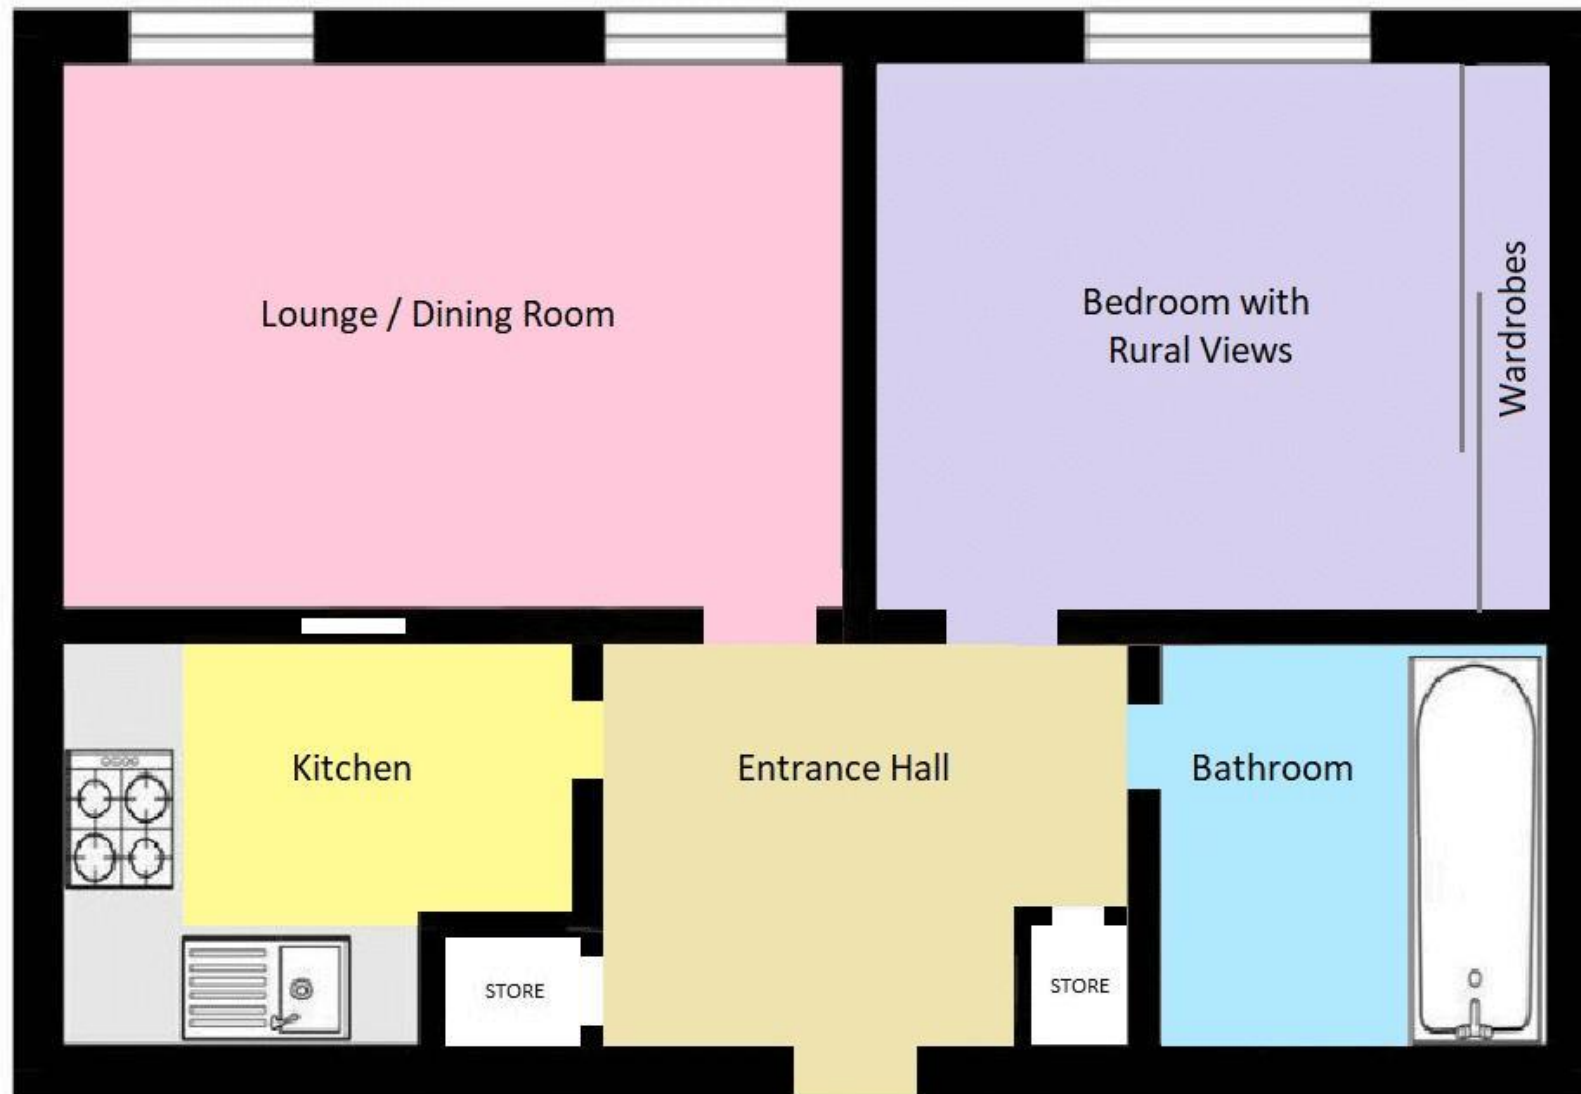 Lounge / Dining Room
Bedroom with
Rural Views
Wardrobes
Kitchen
Entrance Hall
Bathroom
STORE
STORE